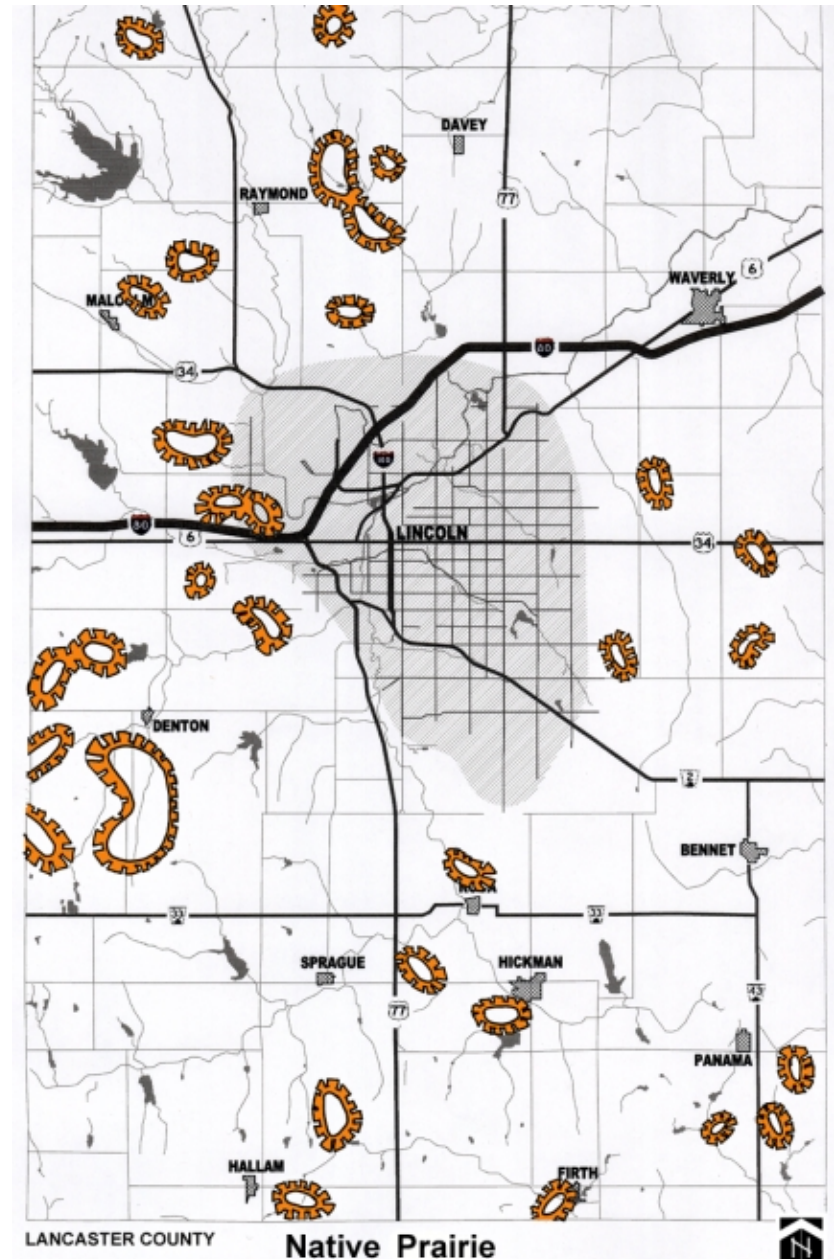 DAVEY
RAYMOND
77
6
WAVERLY
80
34
LINCOLN
80
6
34
DENTON
2
BENNET
33
33
SPRAGUE
HICKMAN
43
77
PANAMA
HALLAM
FIRTH
LANCASTER COUNTY
Native Prairie